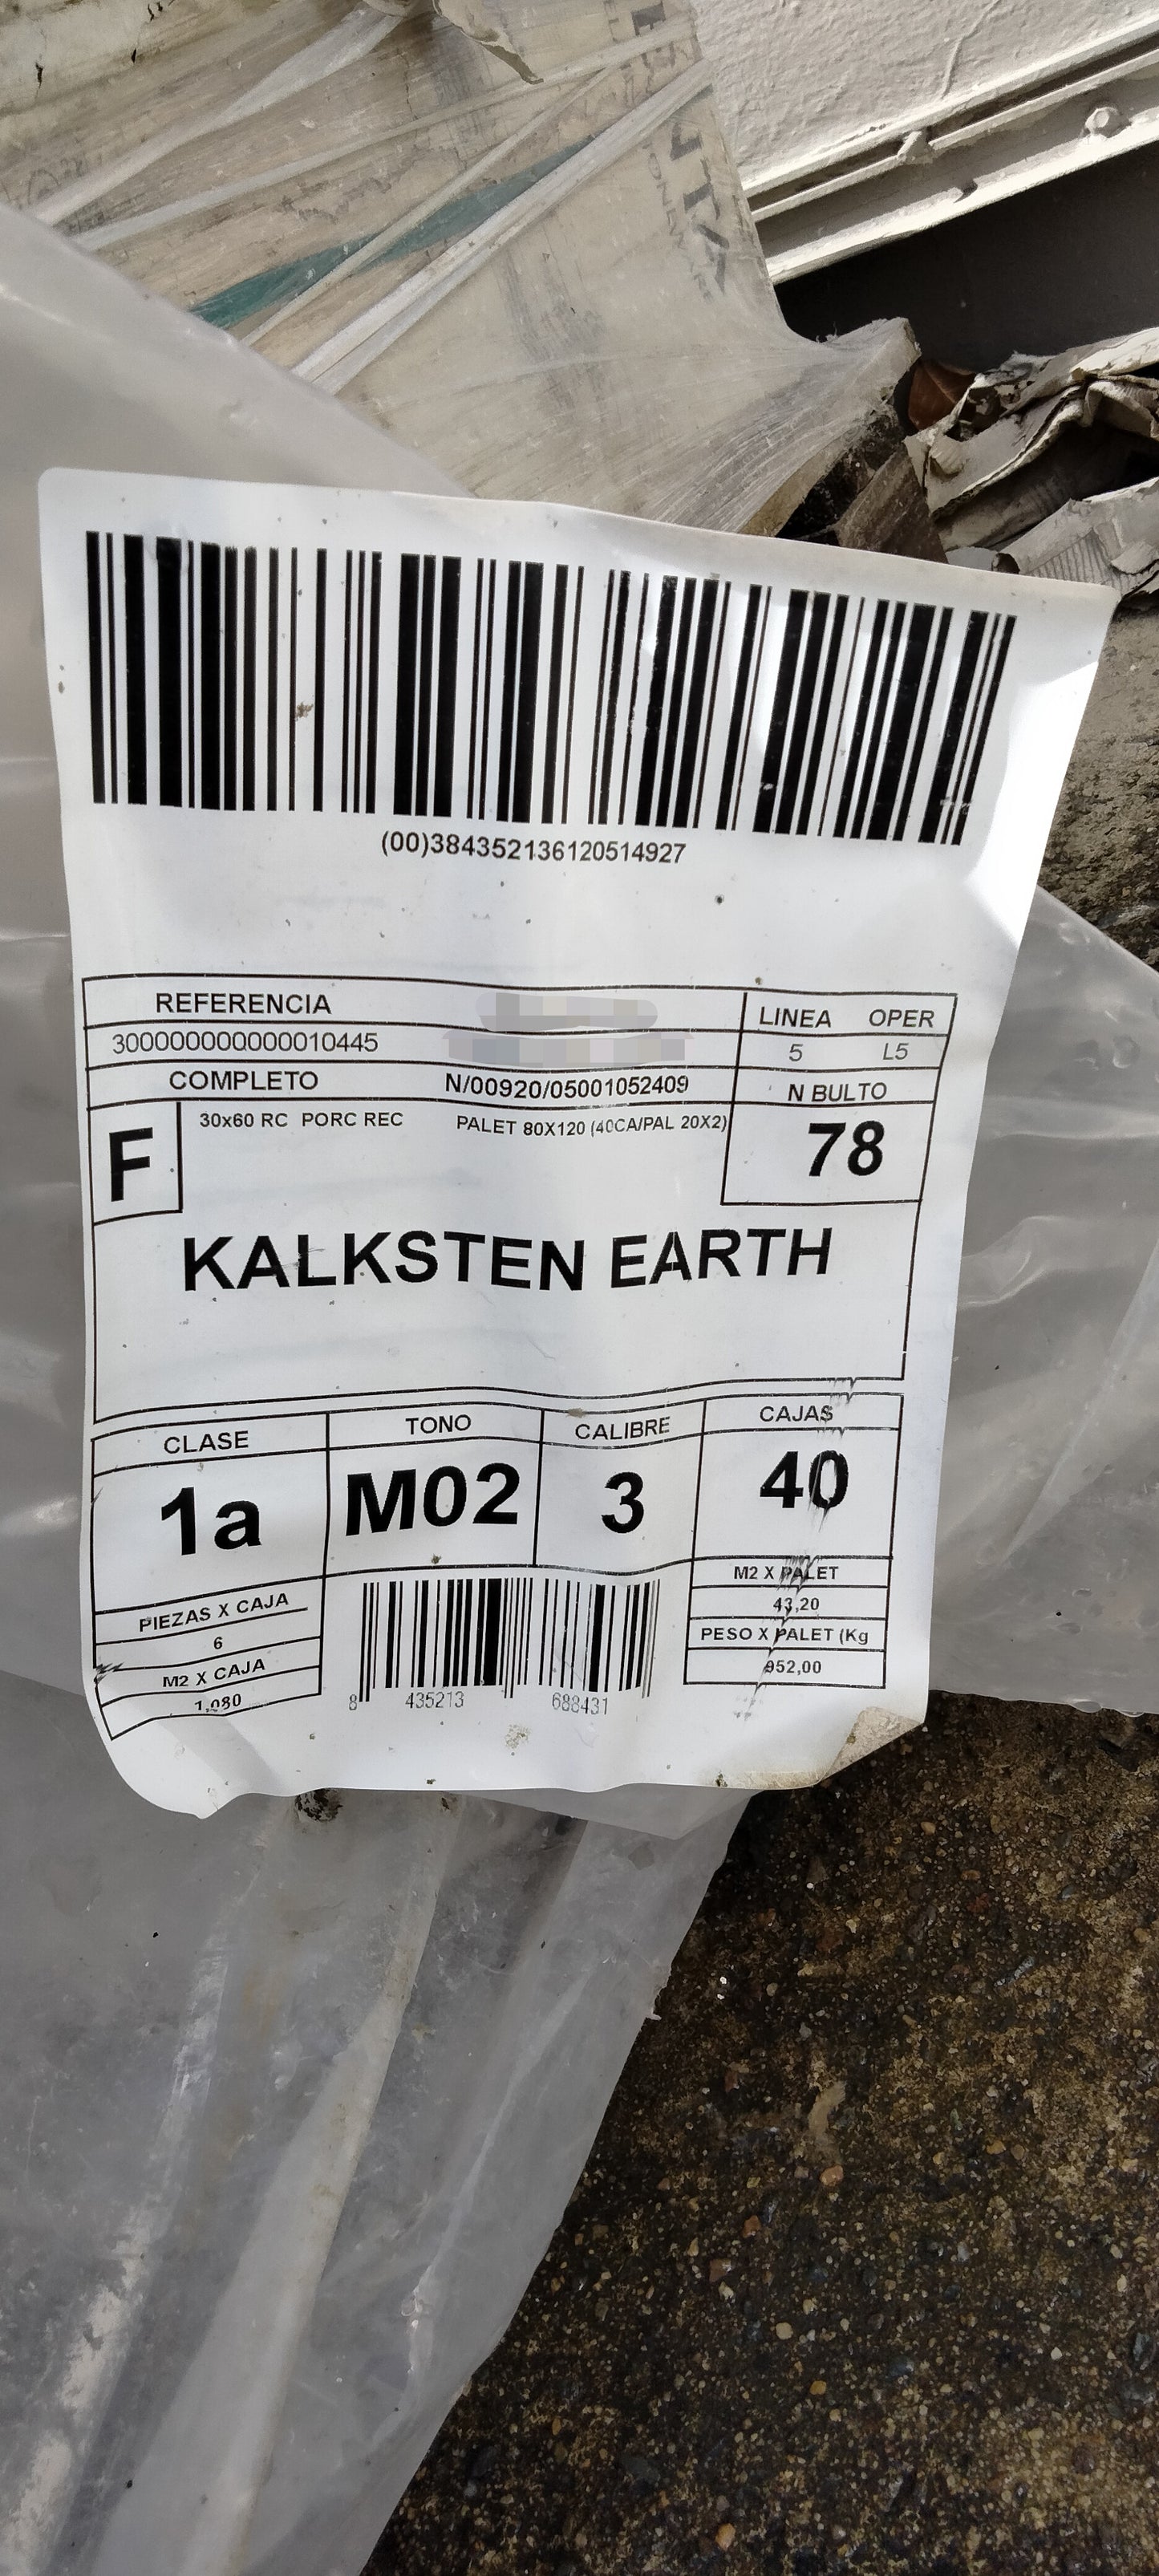 (00)384352136120514927
REFERENCIA
LINEA OPER
300000000000010445
5 L5
COMPLETO N/00920/05001052409
N BULTO
F
30x60 RC PORC REC PALET 80X120 (40CA/PAL 20X2)
78
KALKSTEN EARTH
CLASE TONO CALIBRE CAJAS
1a M02 3 40
M2 X PALET
43,20
PESO X PALET (Kg
952,00
PIEZAS X CAJA
6
M2 X CAJA
1,080
8 435213 688431